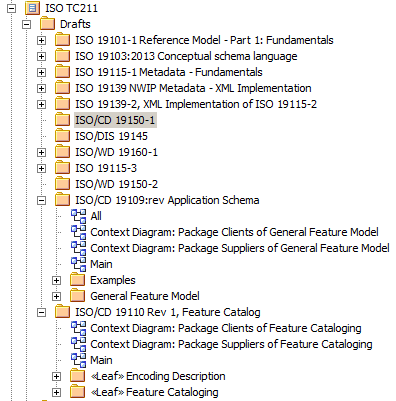 ISO TC211
Drafts
ISO 19101-1 Reference Model - Part 1: Fundamentals
ISO 19103:2013 Conceptual schema language
ISO 19115-1 Metadata - Fundamentals
ISO 19139 NWIP Metadata - XML Implementation
ISO 19139-2, XML Implementation of ISO 19115-2
ISO/CD 19150-1
ISO/DIS 19145
ISO/WD 19160-1
ISO 19115-3
ISO/WD 19150-2
ISO/CD 19109:rev Application Schema
All
Context Diagram: Package Clients of General Feature Model
Context Diagram: Package Suppliers of General Feature Model
Main
Examples
General Feature Model
ISO/CD 19110 Rev 1, Feature Catalog
Context Diagram: Package Clients of Feature Cataloging
Context Diagram: Package Suppliers of Feature Cataloging
Main
«Leaf» Encoding Description
«Leaf» Feature Cataloging